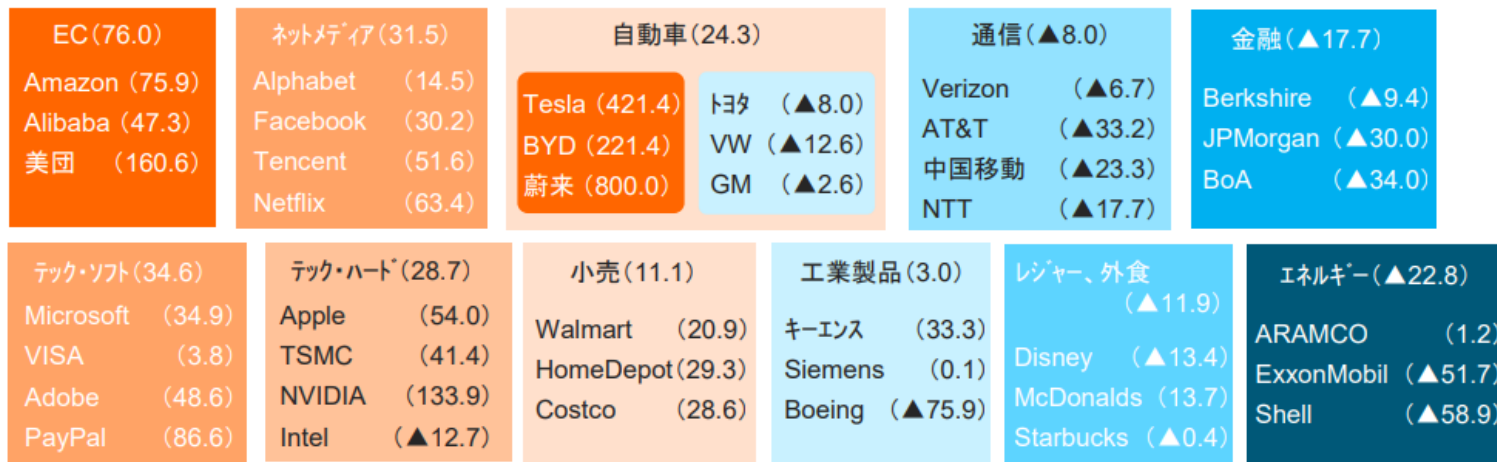 EC(76.0)
Amazon (75.9)
Alibaba (47.3)
美団 (160.6)
ﾈｯﾄﾒﾃﾞｨｱ(31.5)
Alphabet (14.5)
Facebook (30.2)
Tencent (51.6)
Netflix (63.4)
自動車(24.3)
Tesla (421.4)
BYD (221.4)
蔚来 (800.0)
ﾄﾖﾀ (▲8.0)
VW (▲12.6)
GM (▲2.6)
通信(▲8.0)
Verizon (▲6.7)
AT&T (▲33.2)
中国移動 (▲23.3)
NTT (▲17.7)
金融(▲17.7)
Berkshire (▲9.4)
JPMorgan (▲30.0)
BoA (▲34.0)
ﾃｯｸ･ｿﾌﾄ(34.6)
Microsoft (34.9)
VISA (3.8)
Adobe (48.6)
PayPal (86.6)
ﾃｯｸ･ﾊｰﾄﾞ(28.7)
Apple (54.0)
TSMC (41.4)
NVIDIA (133.9)
Intel (▲12.7)
小売(11.1)
Walmart (20.9)
HomeDepot(29.3)
Costco (28.6)
工業製品(3.0)
ｷｰｴﾝｽ (33.3)
Siemens (0.1)
Boeing (▲75.9)
ﾚｼﾞｬｰ、外食
(▲11.9)
Disney (▲13.4)
McDonalds (13.7)
Starbucks (▲0.4)
ｴﾈﾙｷﾞｰ(▲22.8)
ARAMCO (1.2)
ExxonMobil (▲51.7)
Shell (▲58.9)